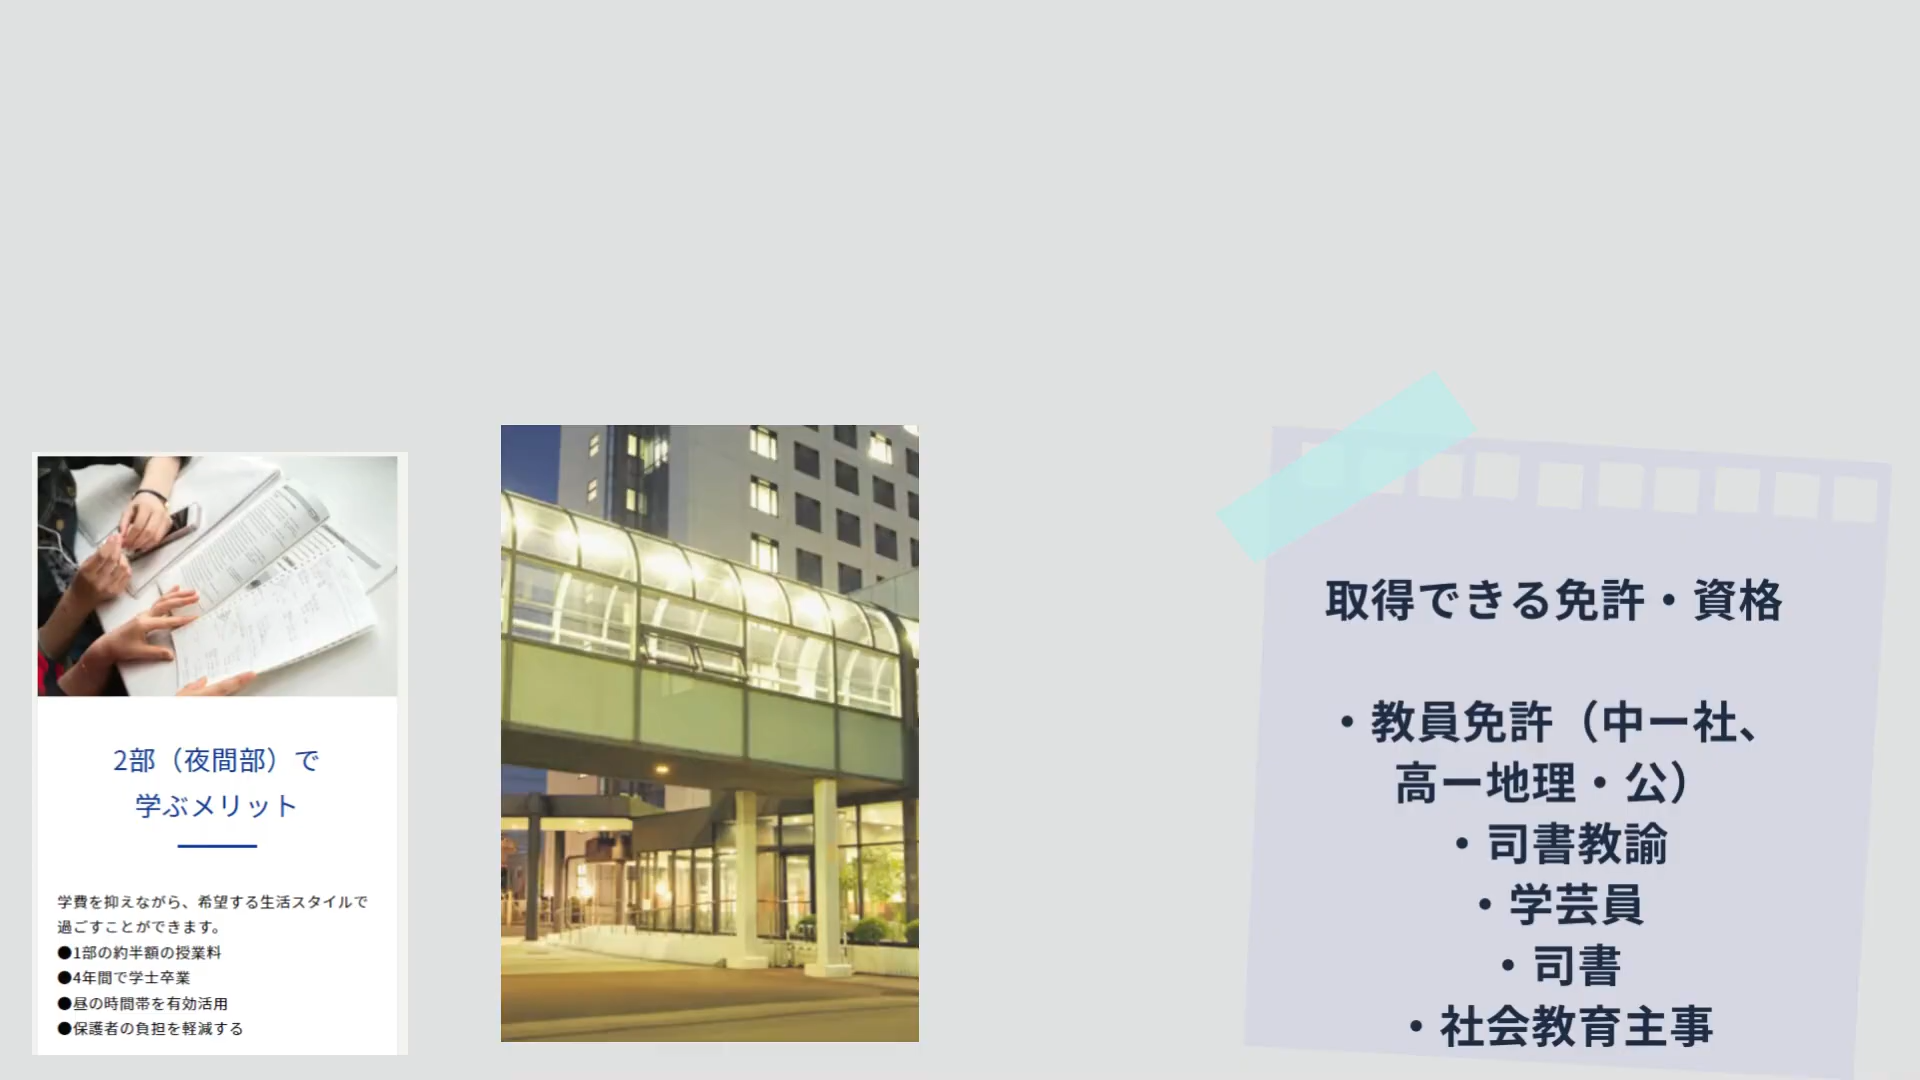 2部（夜間部）で
学ぶメリット
学費を抑えながら、希望する生活スタイルで
過ごすことができます。
●1部の約半額の授業料
●4年間で学士卒業
●昼の時間帯を有効活用
●保護者の負担を軽減する
取得できる免許・資格
・教員免許（中一社、
高一地理・公）
・司書教諭
・学芸員
・司書
・社会教育主事